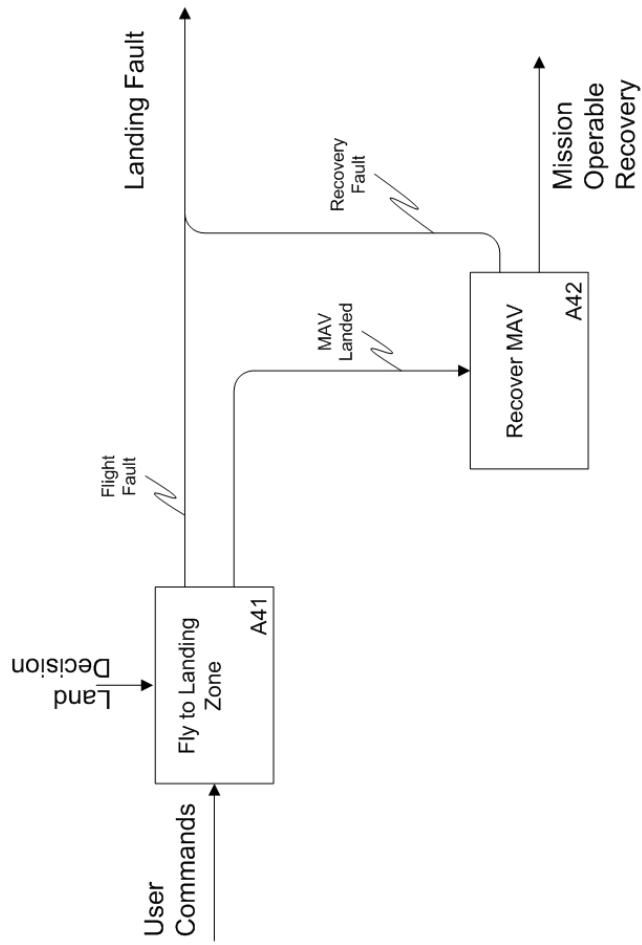 Land
Decision
User
Commands
Fly to Landing
Zone
A41
Flight
Fault
Landing Fault
MAV
Landed
Recovery
Fault
Recover MAV
A42
Mission
Operable
Recovery